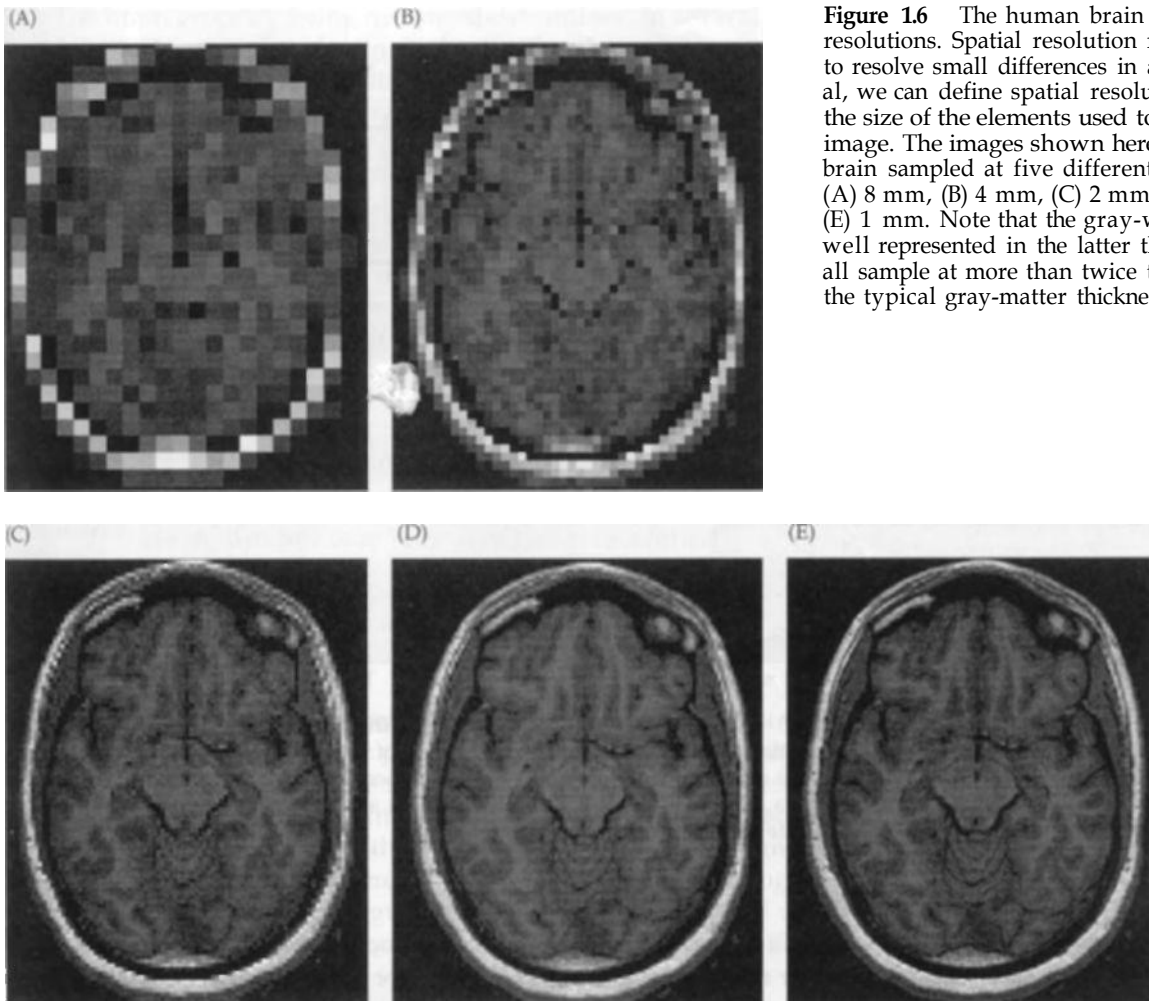 (A)
(B)
Figure 1.6 The human brain
resolutions. Spatial resolution
to resolve small differences in
al, we can define spatial resolu
the size of the elements used to
image. The images shown here
brain sampled at five different
(A) 8 mm, (B) 4 mm, (C) 2 mm
(E) 1 mm. Note that the gray-w
well represented in the latter th
all sample at more than twice t
the typical gray-matter thickne
(C)
(D)
(E)